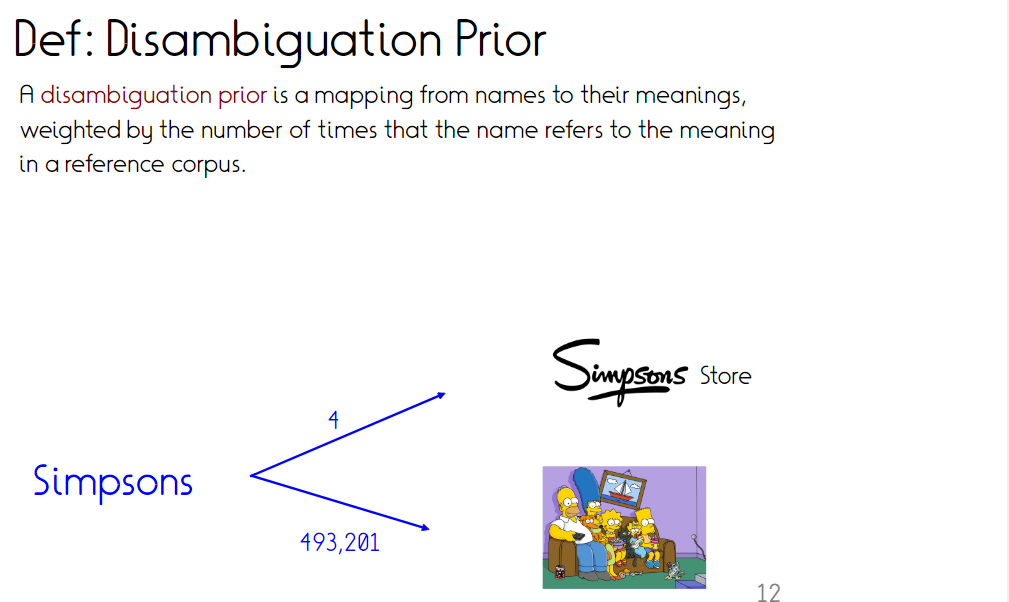 Def: Disambiguation Prior
A disambiguation prior is a mapping from names to their meanings,
weighted by the number of times that the name refers to the meaning
in a reference corpus.
Simpsons Store
4
Simpsons
493,201
12